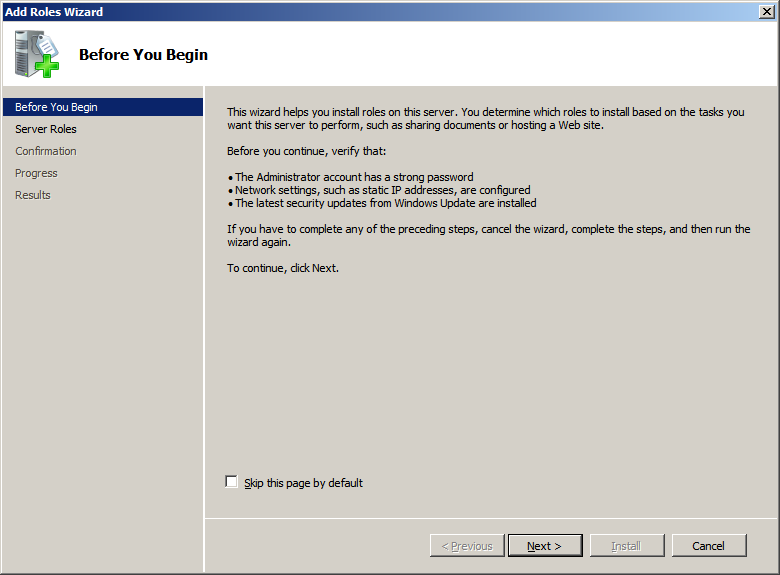 Add Roles Wizard
Before You Begin
Before You Begin
Server Roles
Confirmation
Progress
Results
This wizard helps you install roles on this server. You determine which roles to install based on the tasks you
want this server to perform, such as sharing documents or hosting a Web site.
Before you continue, verify that:
• The Administrator account has a strong password
• Network settings, such as static IP addresses, are configured
• The latest security updates from Windows Update are installed
If you have to complete any of the preceding steps, cancel the wizard, complete the steps, and then run the
wizard again.
To continue, click Next.
Skip this page by default
< Previous
Next >
Install
Cancel